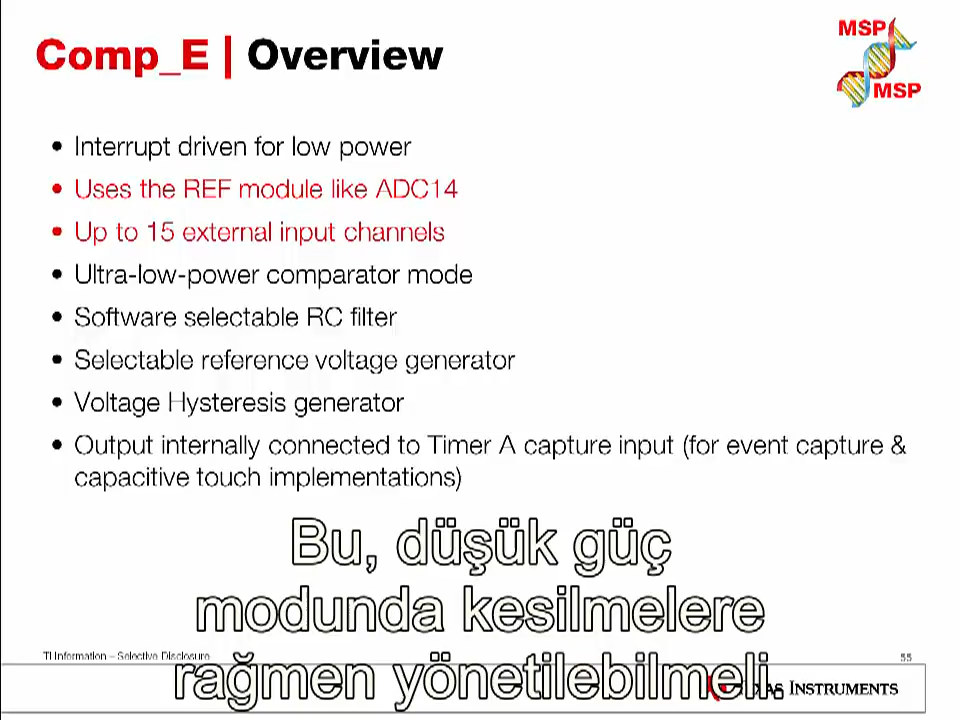 MSP
MSP
Comp_E | Overview
• Interrupt driven for low power
• Uses the REF module like ADC14
• Up to 15 external input channels
• Ultra-low-power comparator mode
• Software selectable RC filter
• Selectable reference voltage generator
• Voltage Hysteresis generator
• Output internally connected to Timer A capture input (for event capture &
capacitive touch implementations)
Bu, düşük güç
modunda kesilmelere
rağmen yönetilebilmeli.
TI Information – Selective Disclosure
55
INSTRUMENTS